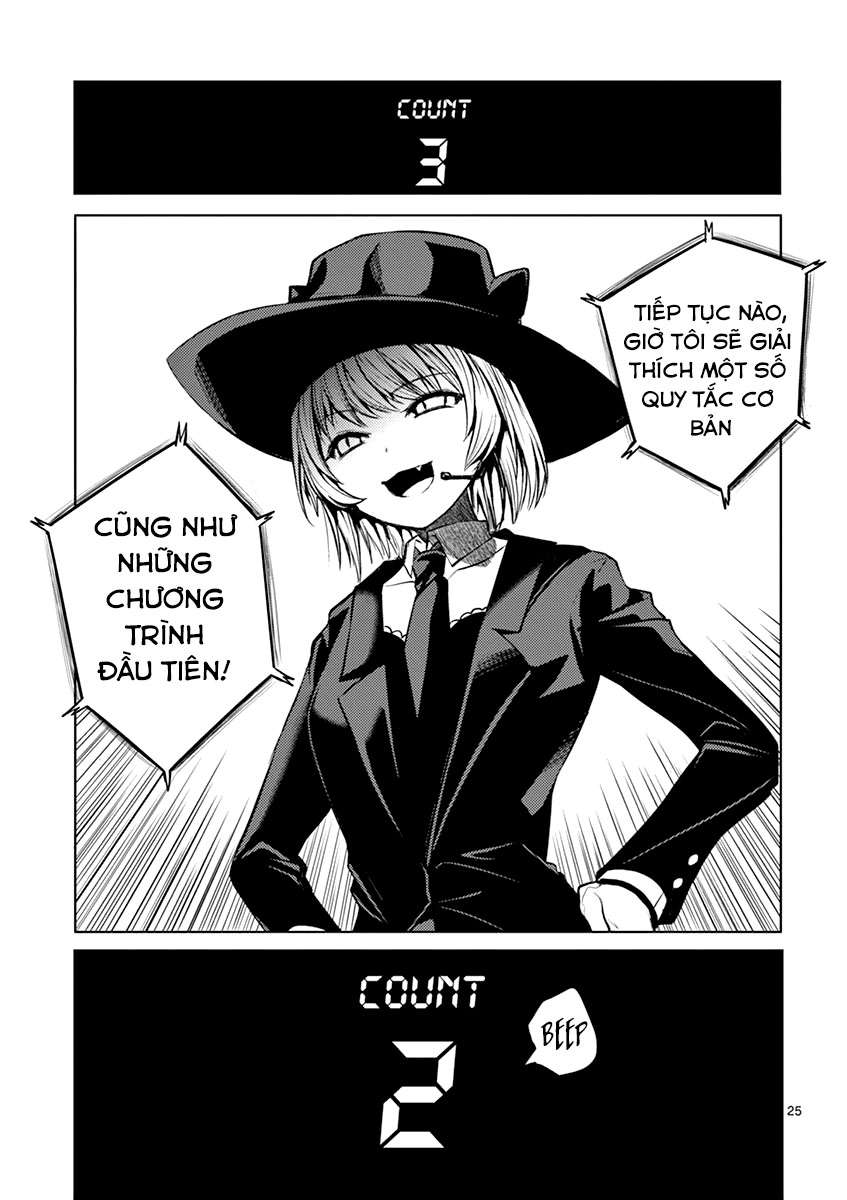 COUNT
3
TIẾP TỤC NÀO,
GIỜ TÔI SẼ GIẢI
THÍCH MỘT SỐ
QUY TẮC CƠ
BẢN
CŨNG NHƯ
NHỮNG
CHƯƠNG
TRÌNH
ĐẦU TIÊN!
COUNT
2
BEEP
25